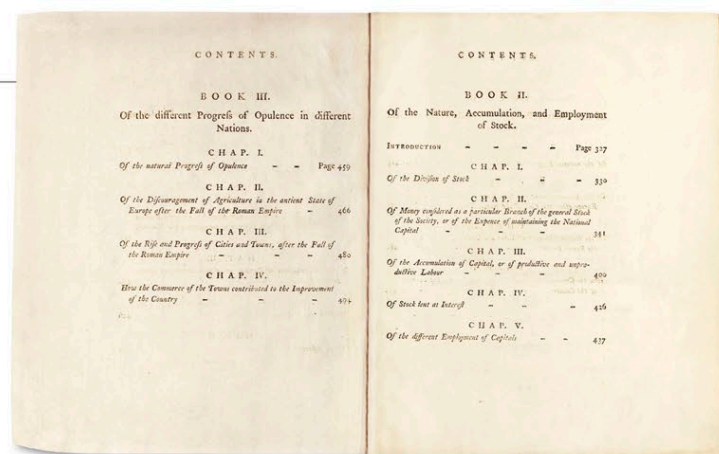 CONTENTS.
BOOK III.
Of the different Progreſs of Opulence in different
Nations.
CHAP. I.
Of the natural Progreſs of Opulence - - Page 459
CHAP. II.
Of the Diſcouragement of Agriculture in the antient State of
Europe after the Fall of the Roman Empire - 466
CHAP. III.
Of the Riſe and Progreſs of Cities and Towns, after the Fall of
the Roman Empire - - - 480
CHAP. IV.
How the Commerce of the Towns contributed to the Improvement
of the Country - - - 494
CONTENTS.
BOOK II.
Of the Nature, Accumulation, and Employment
of Stock.
INTRODUCTION - - - - Page 327
CHAP. I.
Of the Diviſion of Stock - - - 330
CHAP. II.
Of Money conſidered as a particular Branch of the general Stock
of the Society, or of the Expence of maintaining the National
Capital - - - - 341
CHAP. III.
Of the Accumulation of Capital, or of productive and unpro-
ductive Labour - - - 400
CHAP. IV.
Of Stock lent at Intereſt - - - 426
CHAP. V.
Of the different Employment of Capitals - - 437